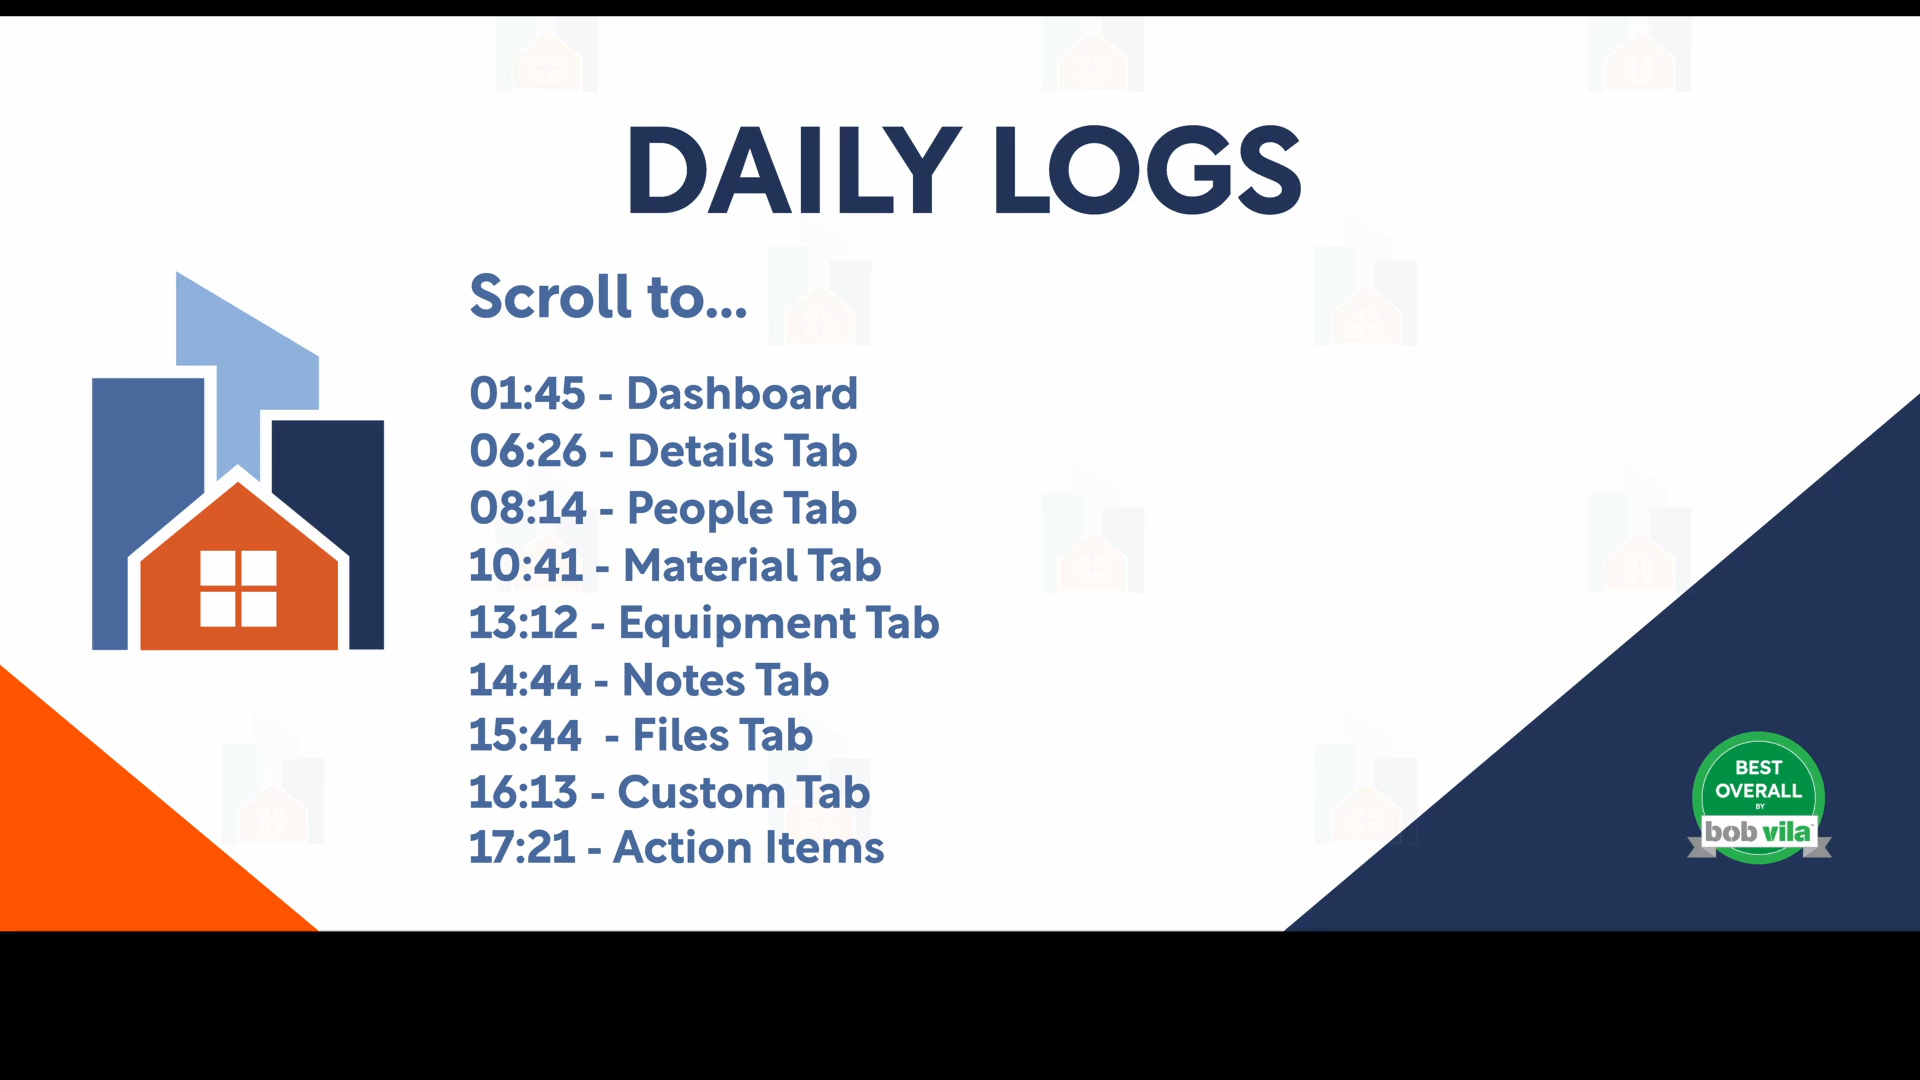 DAILY LOGS
Scroll to...
01:45 - Dashboard
06:26 - Details Tab
08:14 - People Tab
10:41 - Material Tab
13:12 - Equipment Tab
14:44 - Notes Tab
15:44 - Files Tab
16:13 - Custom Tab
17:21 - Action Items
BEST
OVERALL
BY
bob vila